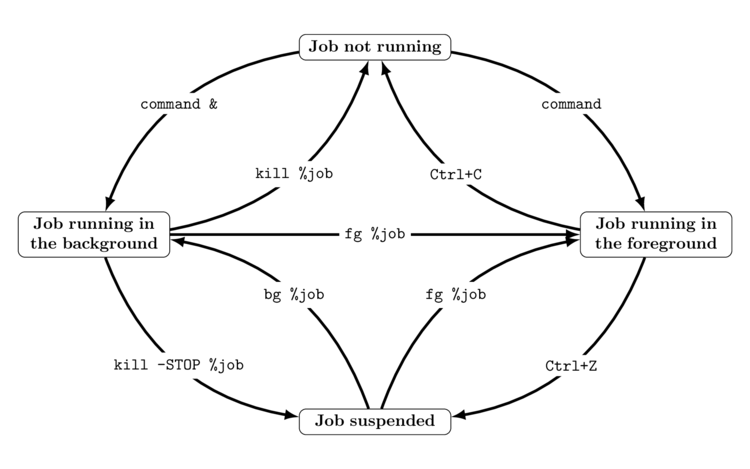 Job not running
command &
command
kill %job
Ctrl+C
Job running in
the background
fg %job
Job running in
the foreground
bg %job
fg %job
kill -STOP %job
Ctrl+Z
Job suspended